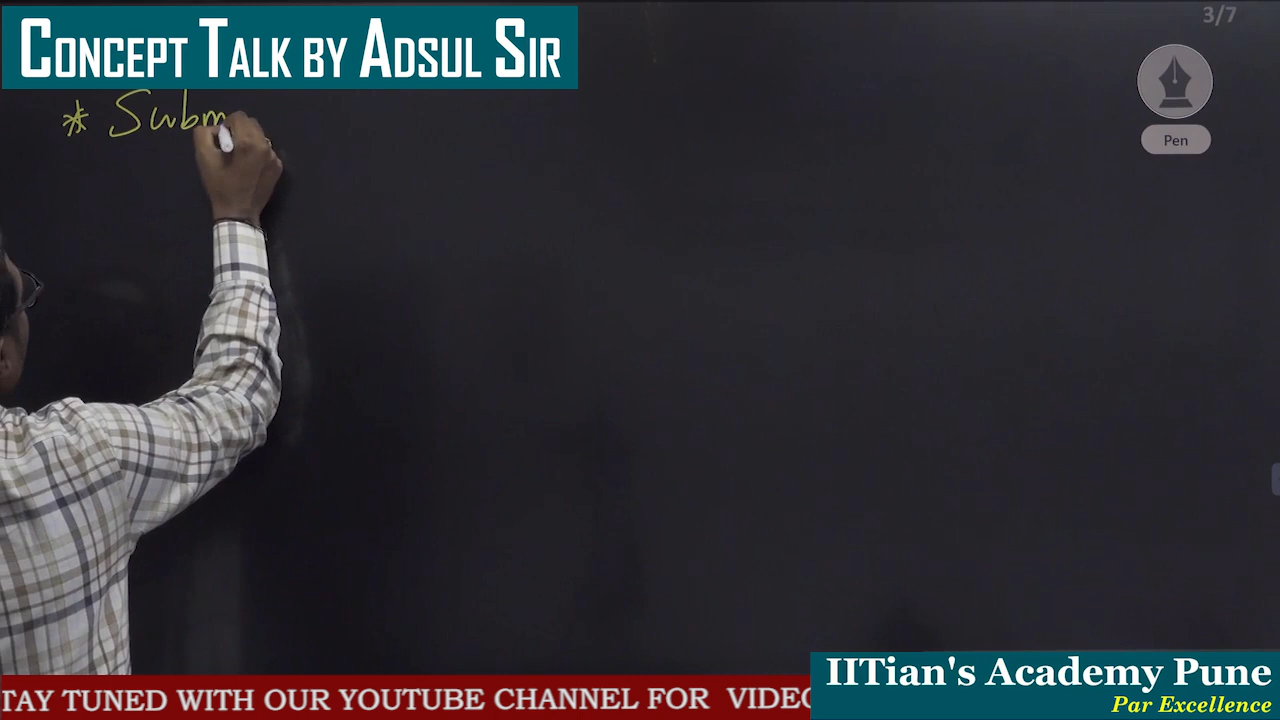 3/7
CONCEPT TALK BY ADSUL SIR
* Subm
Pen
TAY TUNED WITH OUR YOUTUBE CHANNEL FOR VIDEO
IITian's Academy Pune
Par Excellence